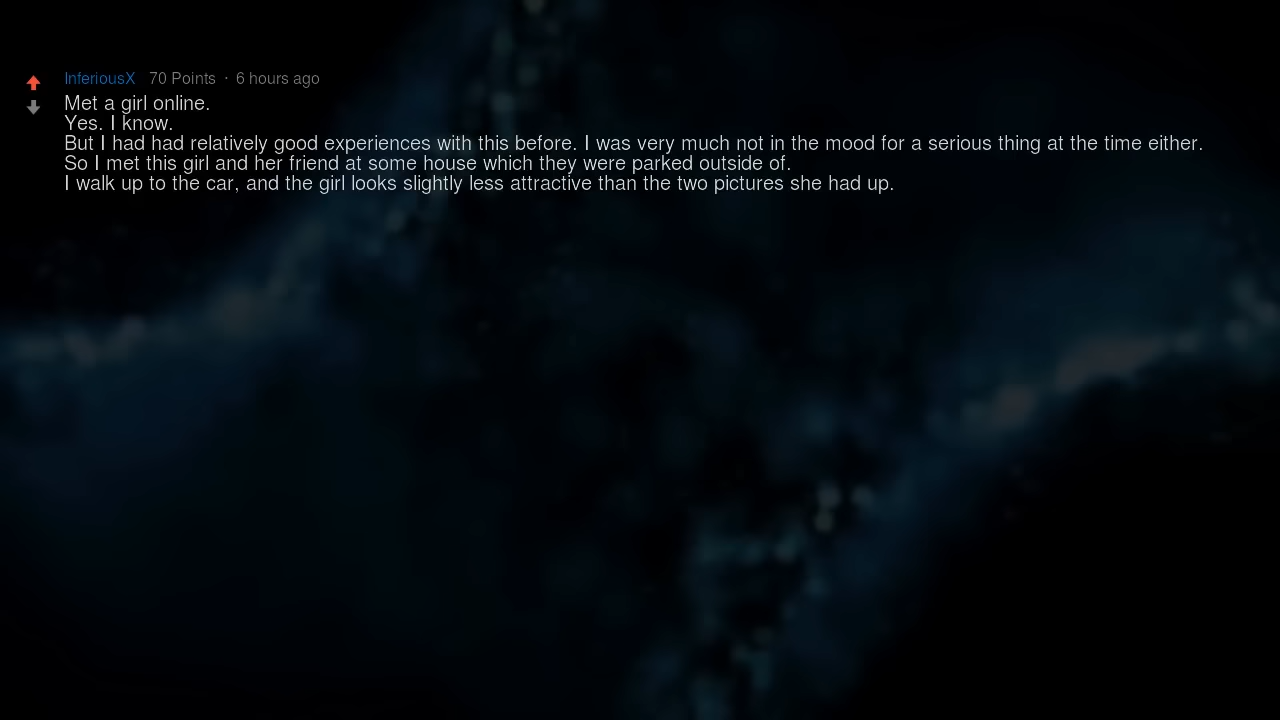 InferiousX 70 Points · 6 hours ago
Met a girl online.
Yes. I know.
But I had had relatively good experiences with this before. I was very much not in the mood for a serious thing at the time either.
So I met this girl and her friend at some house which they were parked outside of.
I walk up to the car, and the girl looks slightly less attractive than the two pictures she had up.